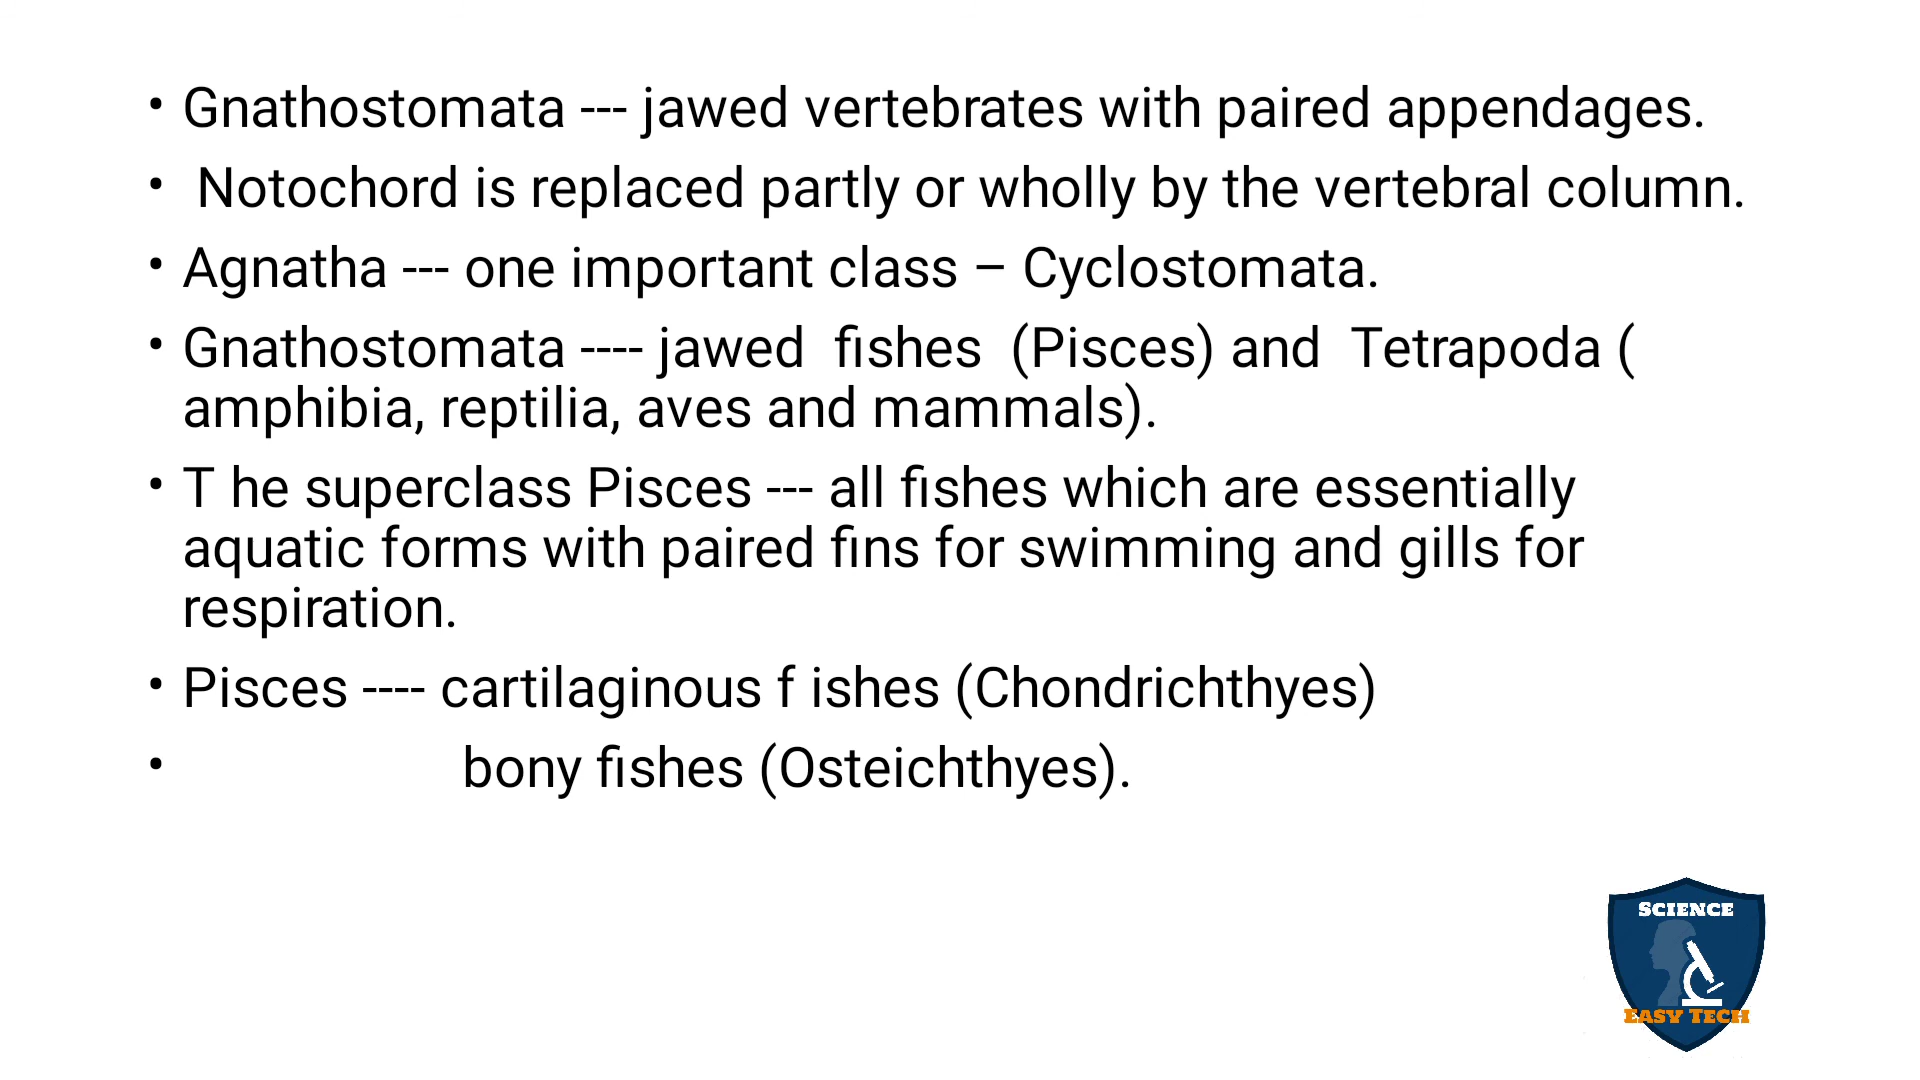 • Gnathostomata --- jawed vertebrates with paired appendages.
• Notochord is replaced partly or wholly by the vertebral column.
• Agnatha --- one important class – Cyclostomata.
• Gnathostomata ---- jawed fishes (Pisces) and Tetrapoda (
amphibia, reptilia, aves and mammals).
• T he superclass Pisces --- all fishes which are essentially
aquatic forms with paired fins for swimming and gills for
respiration.
• Pisces ---- cartilaginous f ishes (Chondrichthyes)
• bony fishes (Osteichthyes).
SCIENCE
EASY TECH